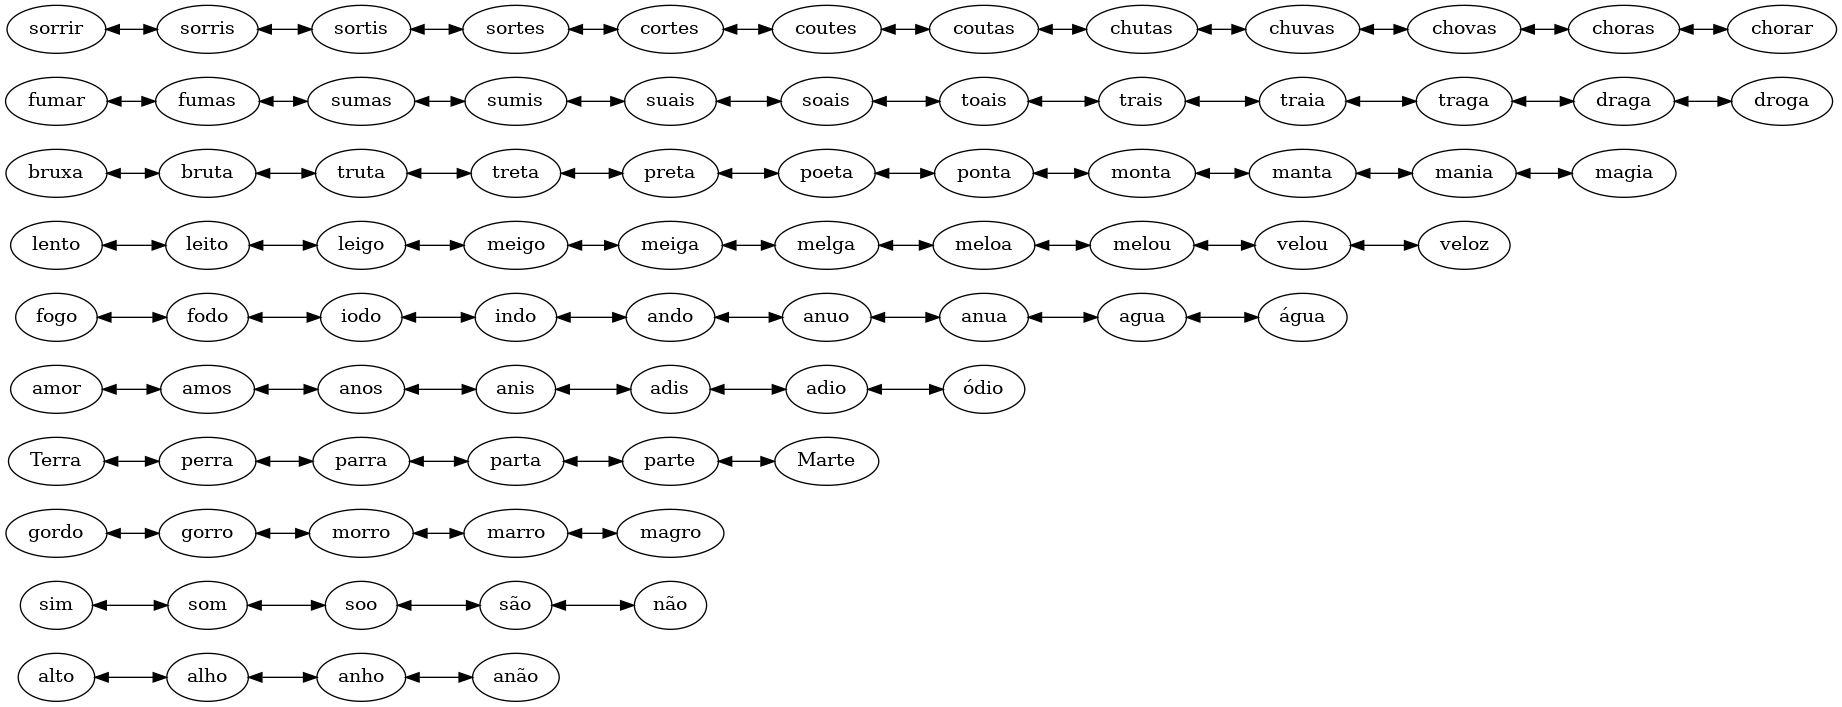 sorrir sorris sortis sortes cortes coutes coutas chutas chuvas chovas choras chorar
fumar fumas sumas sumis suais soais toais trais traia traga draga droga
bruxa bruta truta treta preta poeta ponta monta manta mania magia
lento leito leigo meigo meiga melga meloa melou velou veloz
fogo fodo iodo indo ando anuo anua agua água
amor amos anos anis adis adio ódio
Terra perra parra parta parte Marte
gordo gorro morro marro magro
sim som soo são não
alto alho anho anão